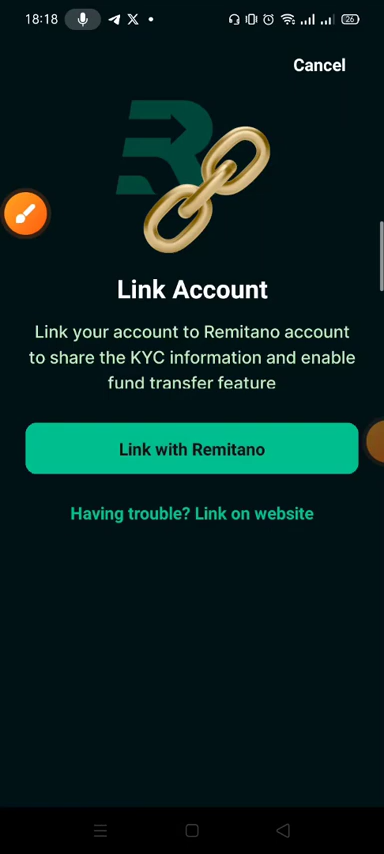 18:18
26
Cancel
Link Account
Link your account to Remitano account
to share the KYC information and enable
fund transfer feature
Link with Remitano
Having trouble? Link on website